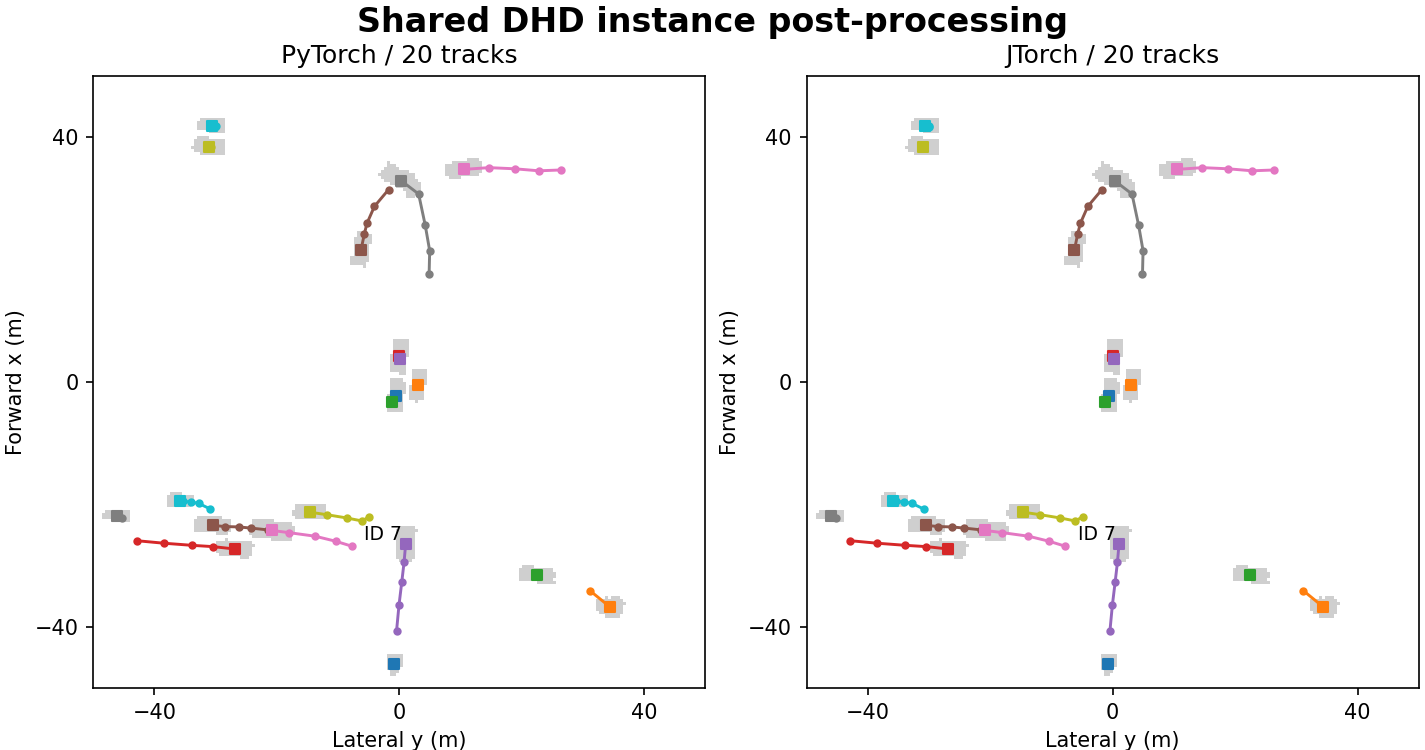 Shared DHD instance post-processing
PyTorch / 20 tracks
JTorch / 20 tracks
Forward x (m)
40
0
−40
ID 7
−40
0
40
Lateral y (m)
Forward x (m)
40
0
−40
ID 7
−40
0
40
Lateral y (m)